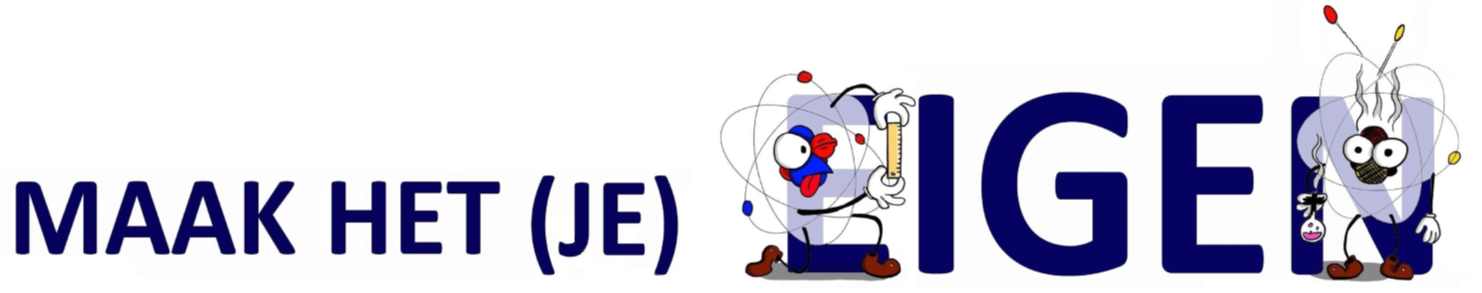 MAAK HET (JE) EIGEN